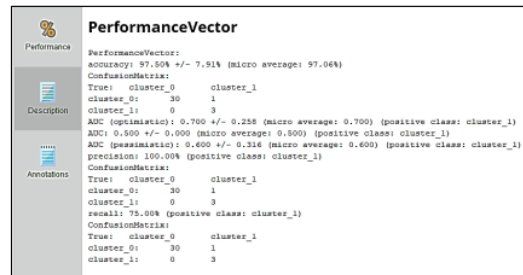 PerformanceVector
Performance
PerformanceVector:
accuracy: 97.50% +/- 7.91% (micro average: 97.06%)
ConfusionMatrix:
True: cluster_0 cluster_1
cluster_0: 30 1
cluster_1: 0 3
Description
AUC (optimistic): 0.700 +/- 0.258 (micro average: 0.700) (positive class: cluster_1)
AUC: 0.500 +/- 0.000 (micro average: 0.500) (positive class: cluster_1)
AUC (pessimistic): 0.600 +/- 0.316 (micro average: 0.600) (positive class: cluster_1)
precision: 100.00% (positive class: cluster_1)
ConfusionMatrix:
True: cluster_0 cluster_1
cluster_0: 30 1
Annotations
cluster_1: 0 3
recall: 75.00% (positive class: cluster_1)
ConfusionMatrix:
True: cluster_0 cluster_1
cluster_0: 30 1
cluster_1: 0 3